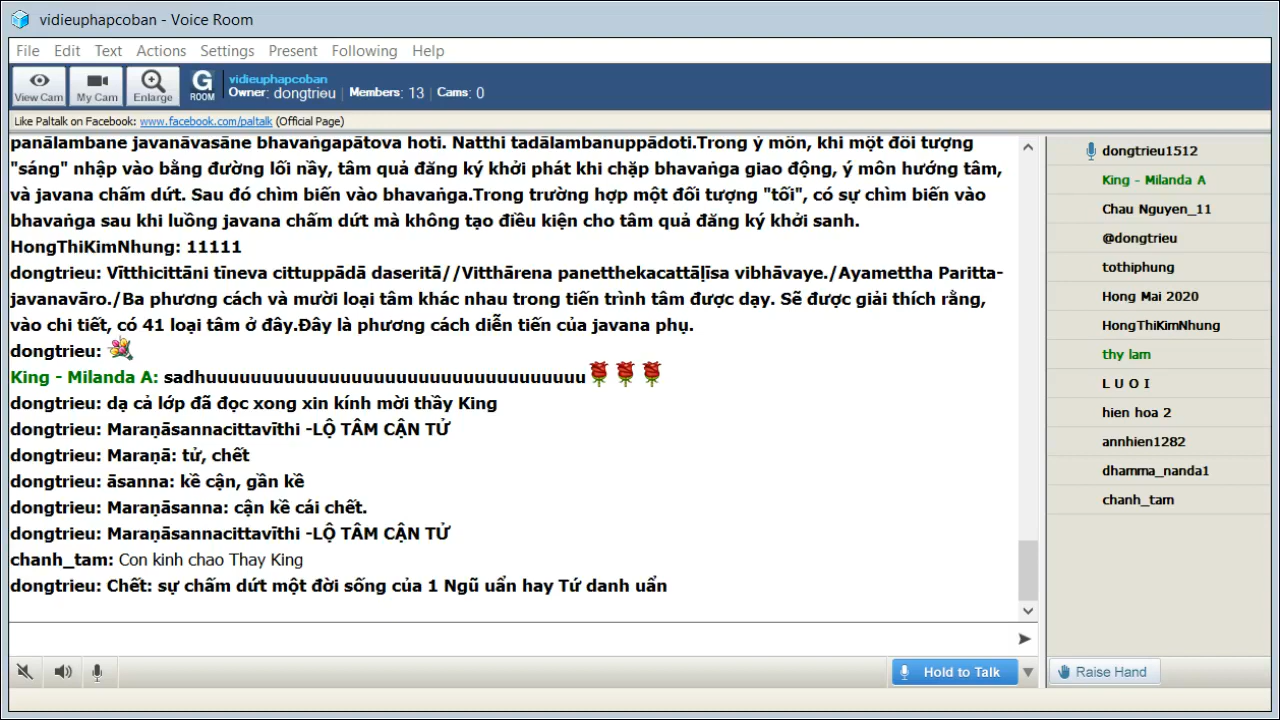 vidieuphapcoban - Voice Room
File Edit Text Actions Settings Present Following Help
View Cam My Cam Enlarge G ROOM
vidieuphapcoban
Owner: dongtrieu | Members: 13 | Cams: 0
Like Paltalk on Facebook: www.facebook.com/paltalk (Official Page)
panālambane javanāvasāne bhavaṅgapātova hoti. Natthi tadālambanuppādoti.Trong ý môn, khi một đối tượng
"sáng" nhập vào bằng đường lối nầy, tâm quả đăng ký khởi phát khi chặp bhavaṅga giao động, ý môn hướng tâm,
và javana chấm dứt. Sau đó chìm biến vào bhavaṅga.Trong trường hợp một đối tượng "tối", có sự chìm biến vào
bhavaṅga sau khi luồng javana chấm dứt mà không tạo điều kiện cho tâm quả đăng ký khởi sanh.
HongThiKimNhung: 11111
dongtrieu: Vītthicittāni tīneva cittuppādā daseritā//Vitthārena panetthekacattāḷīsa vibhāvaye./Ayamettha Paritta-
javanavāro./Ba phương cách và mười loại tâm khác nhau trong tiến trình tâm được dạy. Sẽ được giải thích rằng,
vào chi tiết, có 41 loại tâm ở đây.Đây là phương cách diễn tiến của javana phụ.
dongtrieu:
King - Milanda A: sadhuuuuuuuuuuuuuuuuuuuuuuuuuuuuuuuuuu
dongtrieu: dạ cả lớp đã đọc xong xin kính mời thầy King
dongtrieu: Maraṇāsannacittavīthi -LỘ TÂM CẬN TỬ
dongtrieu: Maraṇā: tử, chết
dongtrieu: āsanna: kề cận, gần kề
dongtrieu: Maraṇāsanna: cận kề cái chết.
dongtrieu: Maraṇāsannacittavīthi -LỘ TÂM CẬN TỬ
chanh_tam: Con kinh chao Thay King
dongtrieu: Chết: sự chấm dứt một đời sống của 1 Ngũ uẩn hay Tứ danh uẩn
dongtrieu1512
King - Milanda A
Chau Nguyen_11
@dongtrieu
tothiphung
Hong Mai 2020
HongThiKimNhung
thy lam
L U O I
hien hoa 2
annhien1282
dhamma_nanda1
chanh_tam
Hold to Talk
Raise Hand